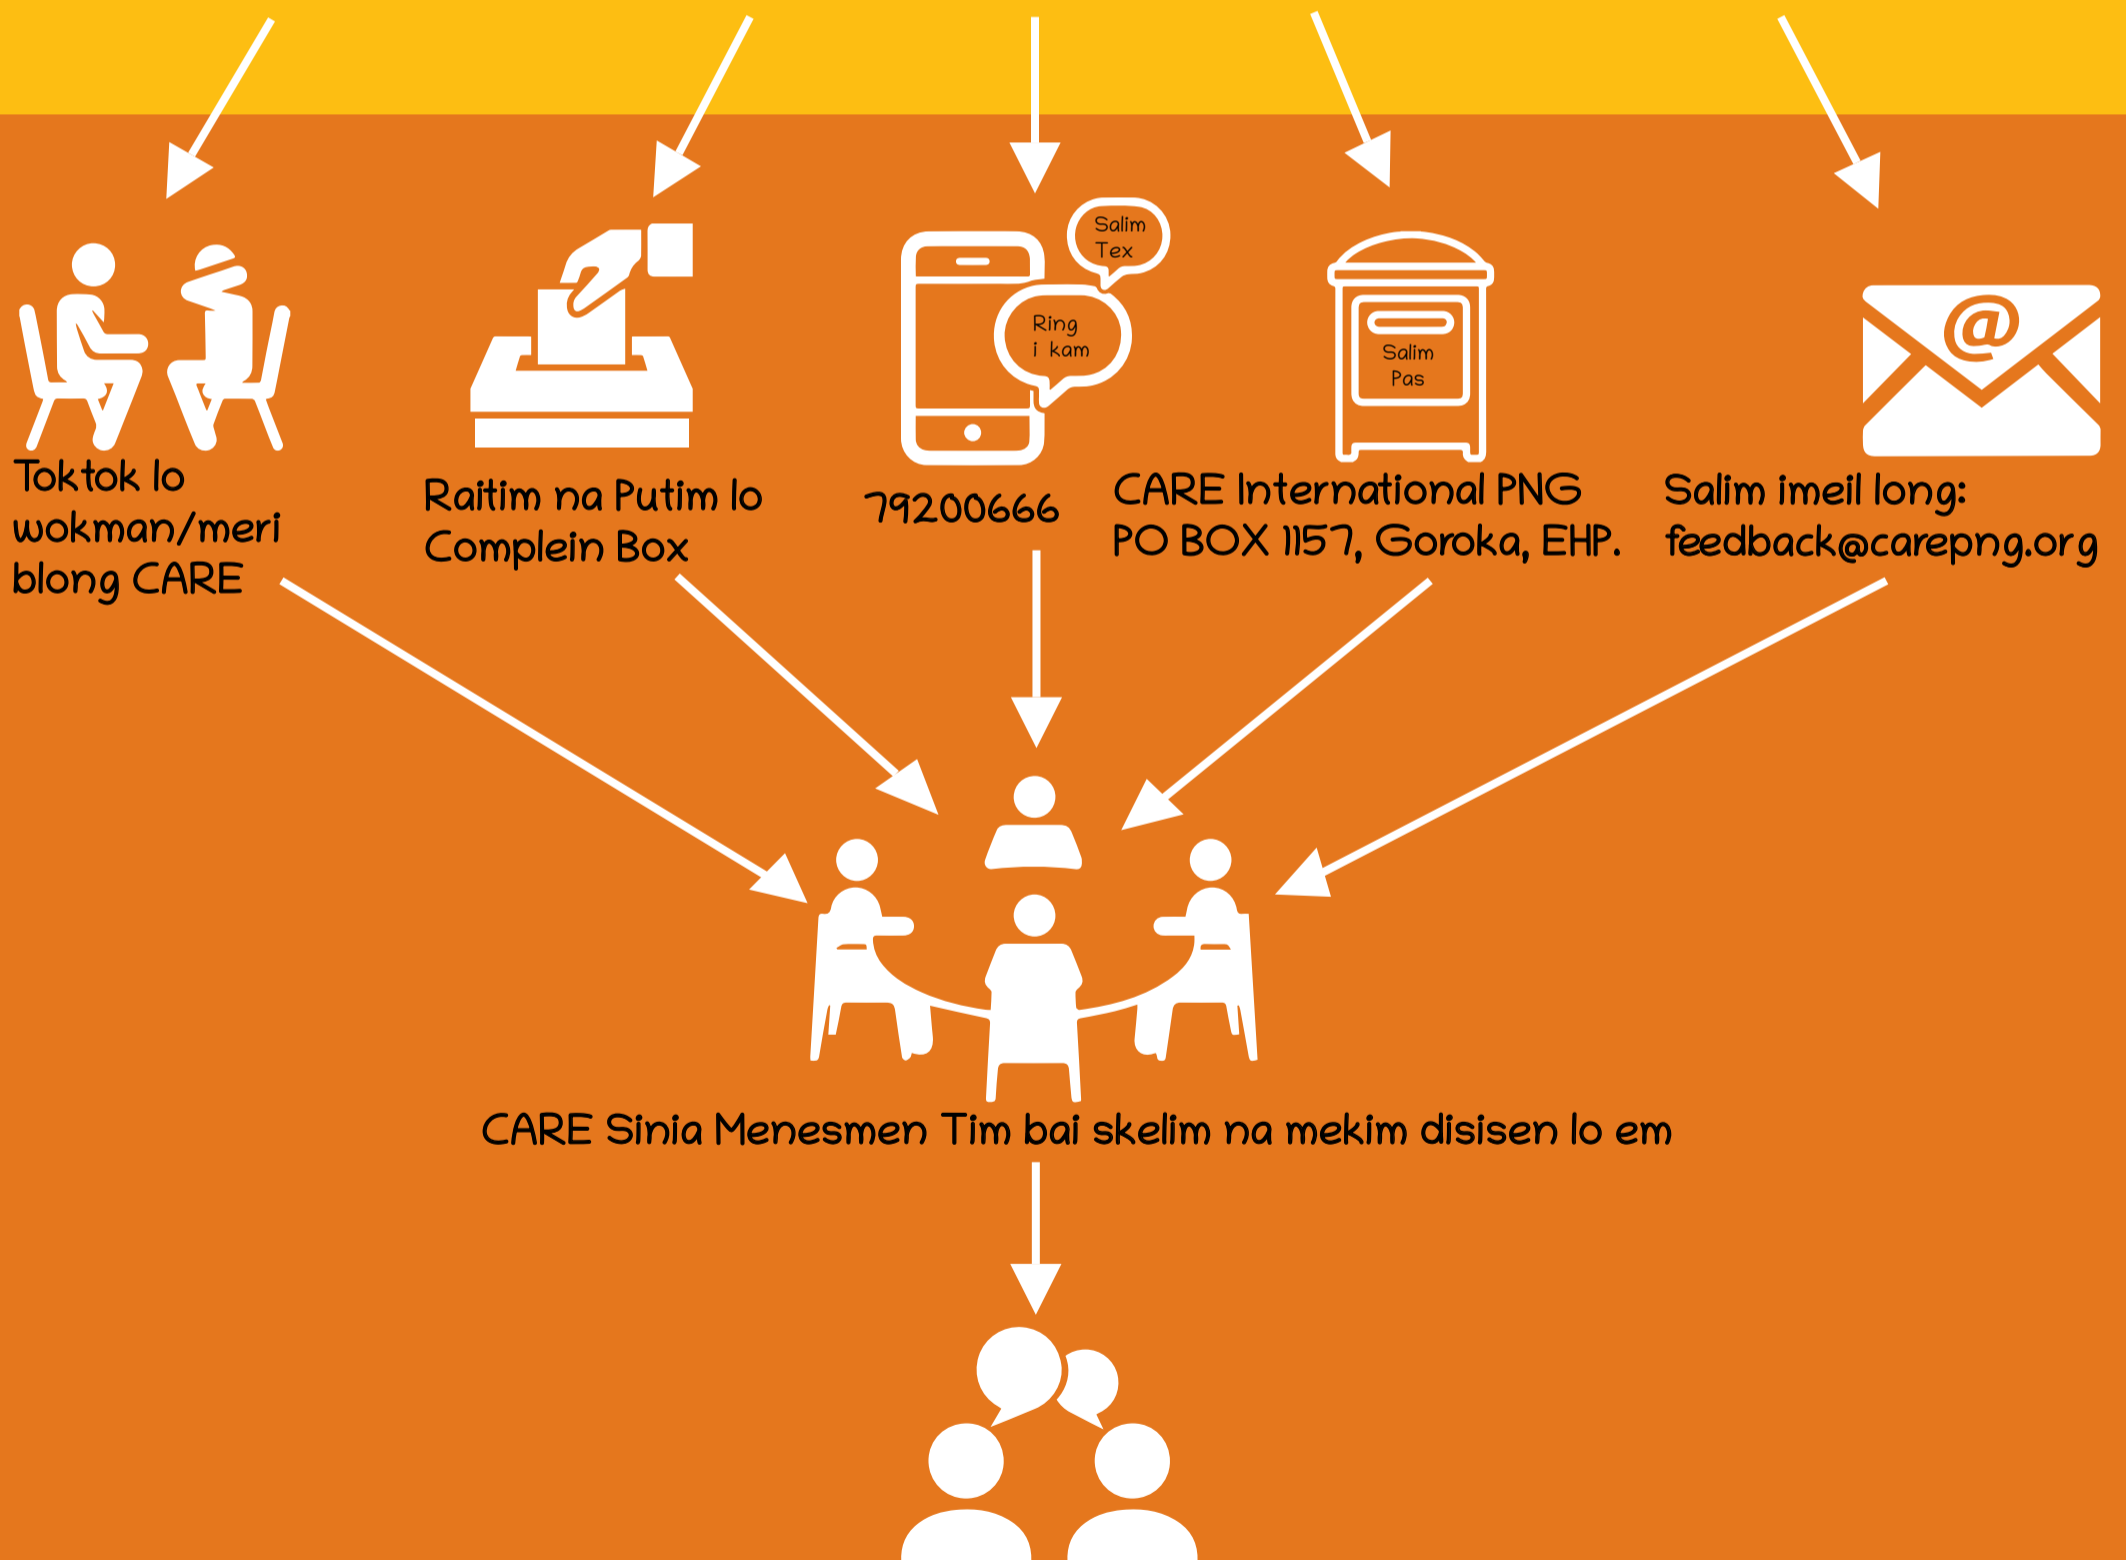 Salim
Tex
Ring
i kam
Salim
Pas
Toktok lo
wokman/meri
blong CARE
Raitim na Putim lo
Complein Box
79200666
CARE International PNG
PO BOX 1157, Goroka, EHP.
Salim imeil long:
feedback@carepng.org
CARE Sinia Menesmen Tim bai skelim na mekim disisen lo em